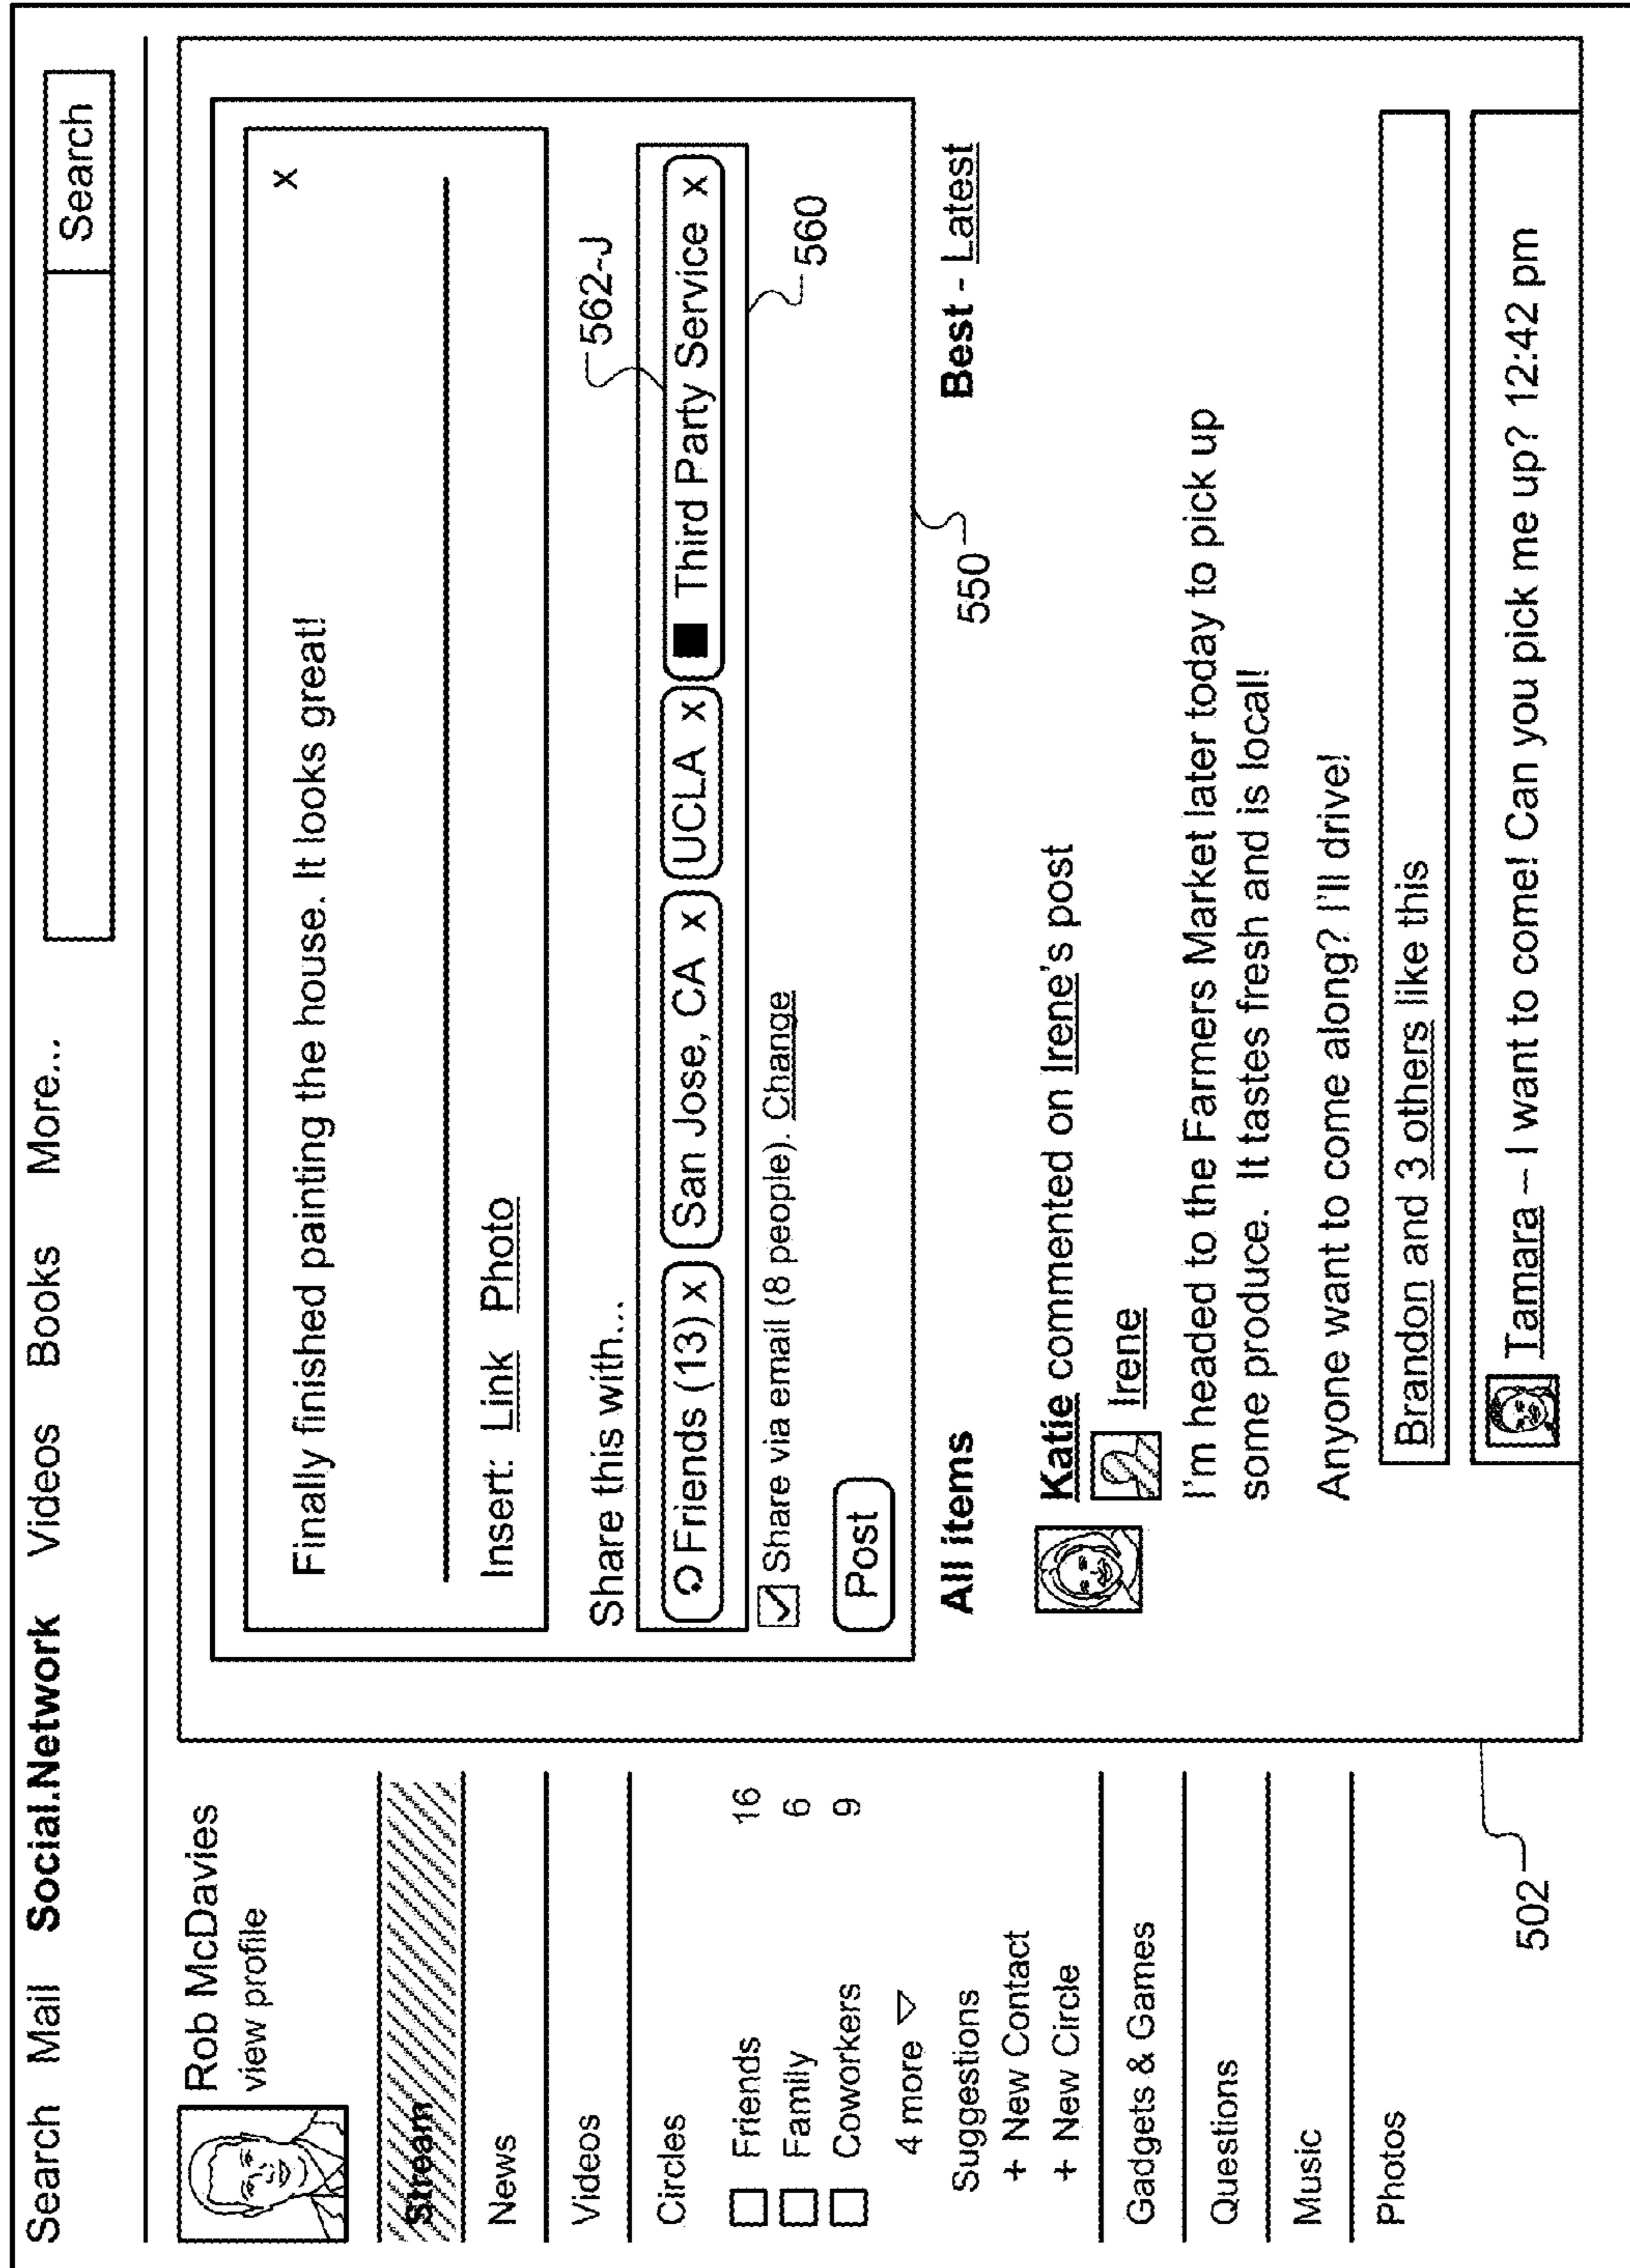 Search Mail Social.Network Videos Books More... Search
Rob McDavies
view profile
Stream
News
Videos
Circles
Friends 16
Family 6
Coworkers 9
4 more
Suggestions
+ New Contact
+ New Circle
Gadgets & Games
Questions
Music
Photos
502
x
Finally finished painting the house. It looks great!
Insert: Link Photo
Share this with...
562-J
Friends (13) x San Jose, CA x UCLA x Third Party Service x
Share via email (8 people). Change
560
Post
550
All items Best - Latest
Katie commented on Irene's post
Irene
I'm headed to the Farmers Market later today to pick up
some produce. It tastes fresh and is local!
Anyone want to come along? I'll drive!
Brandon and 3 others like this
Tamara – I want to come! Can you pick me up? 12:42 pm